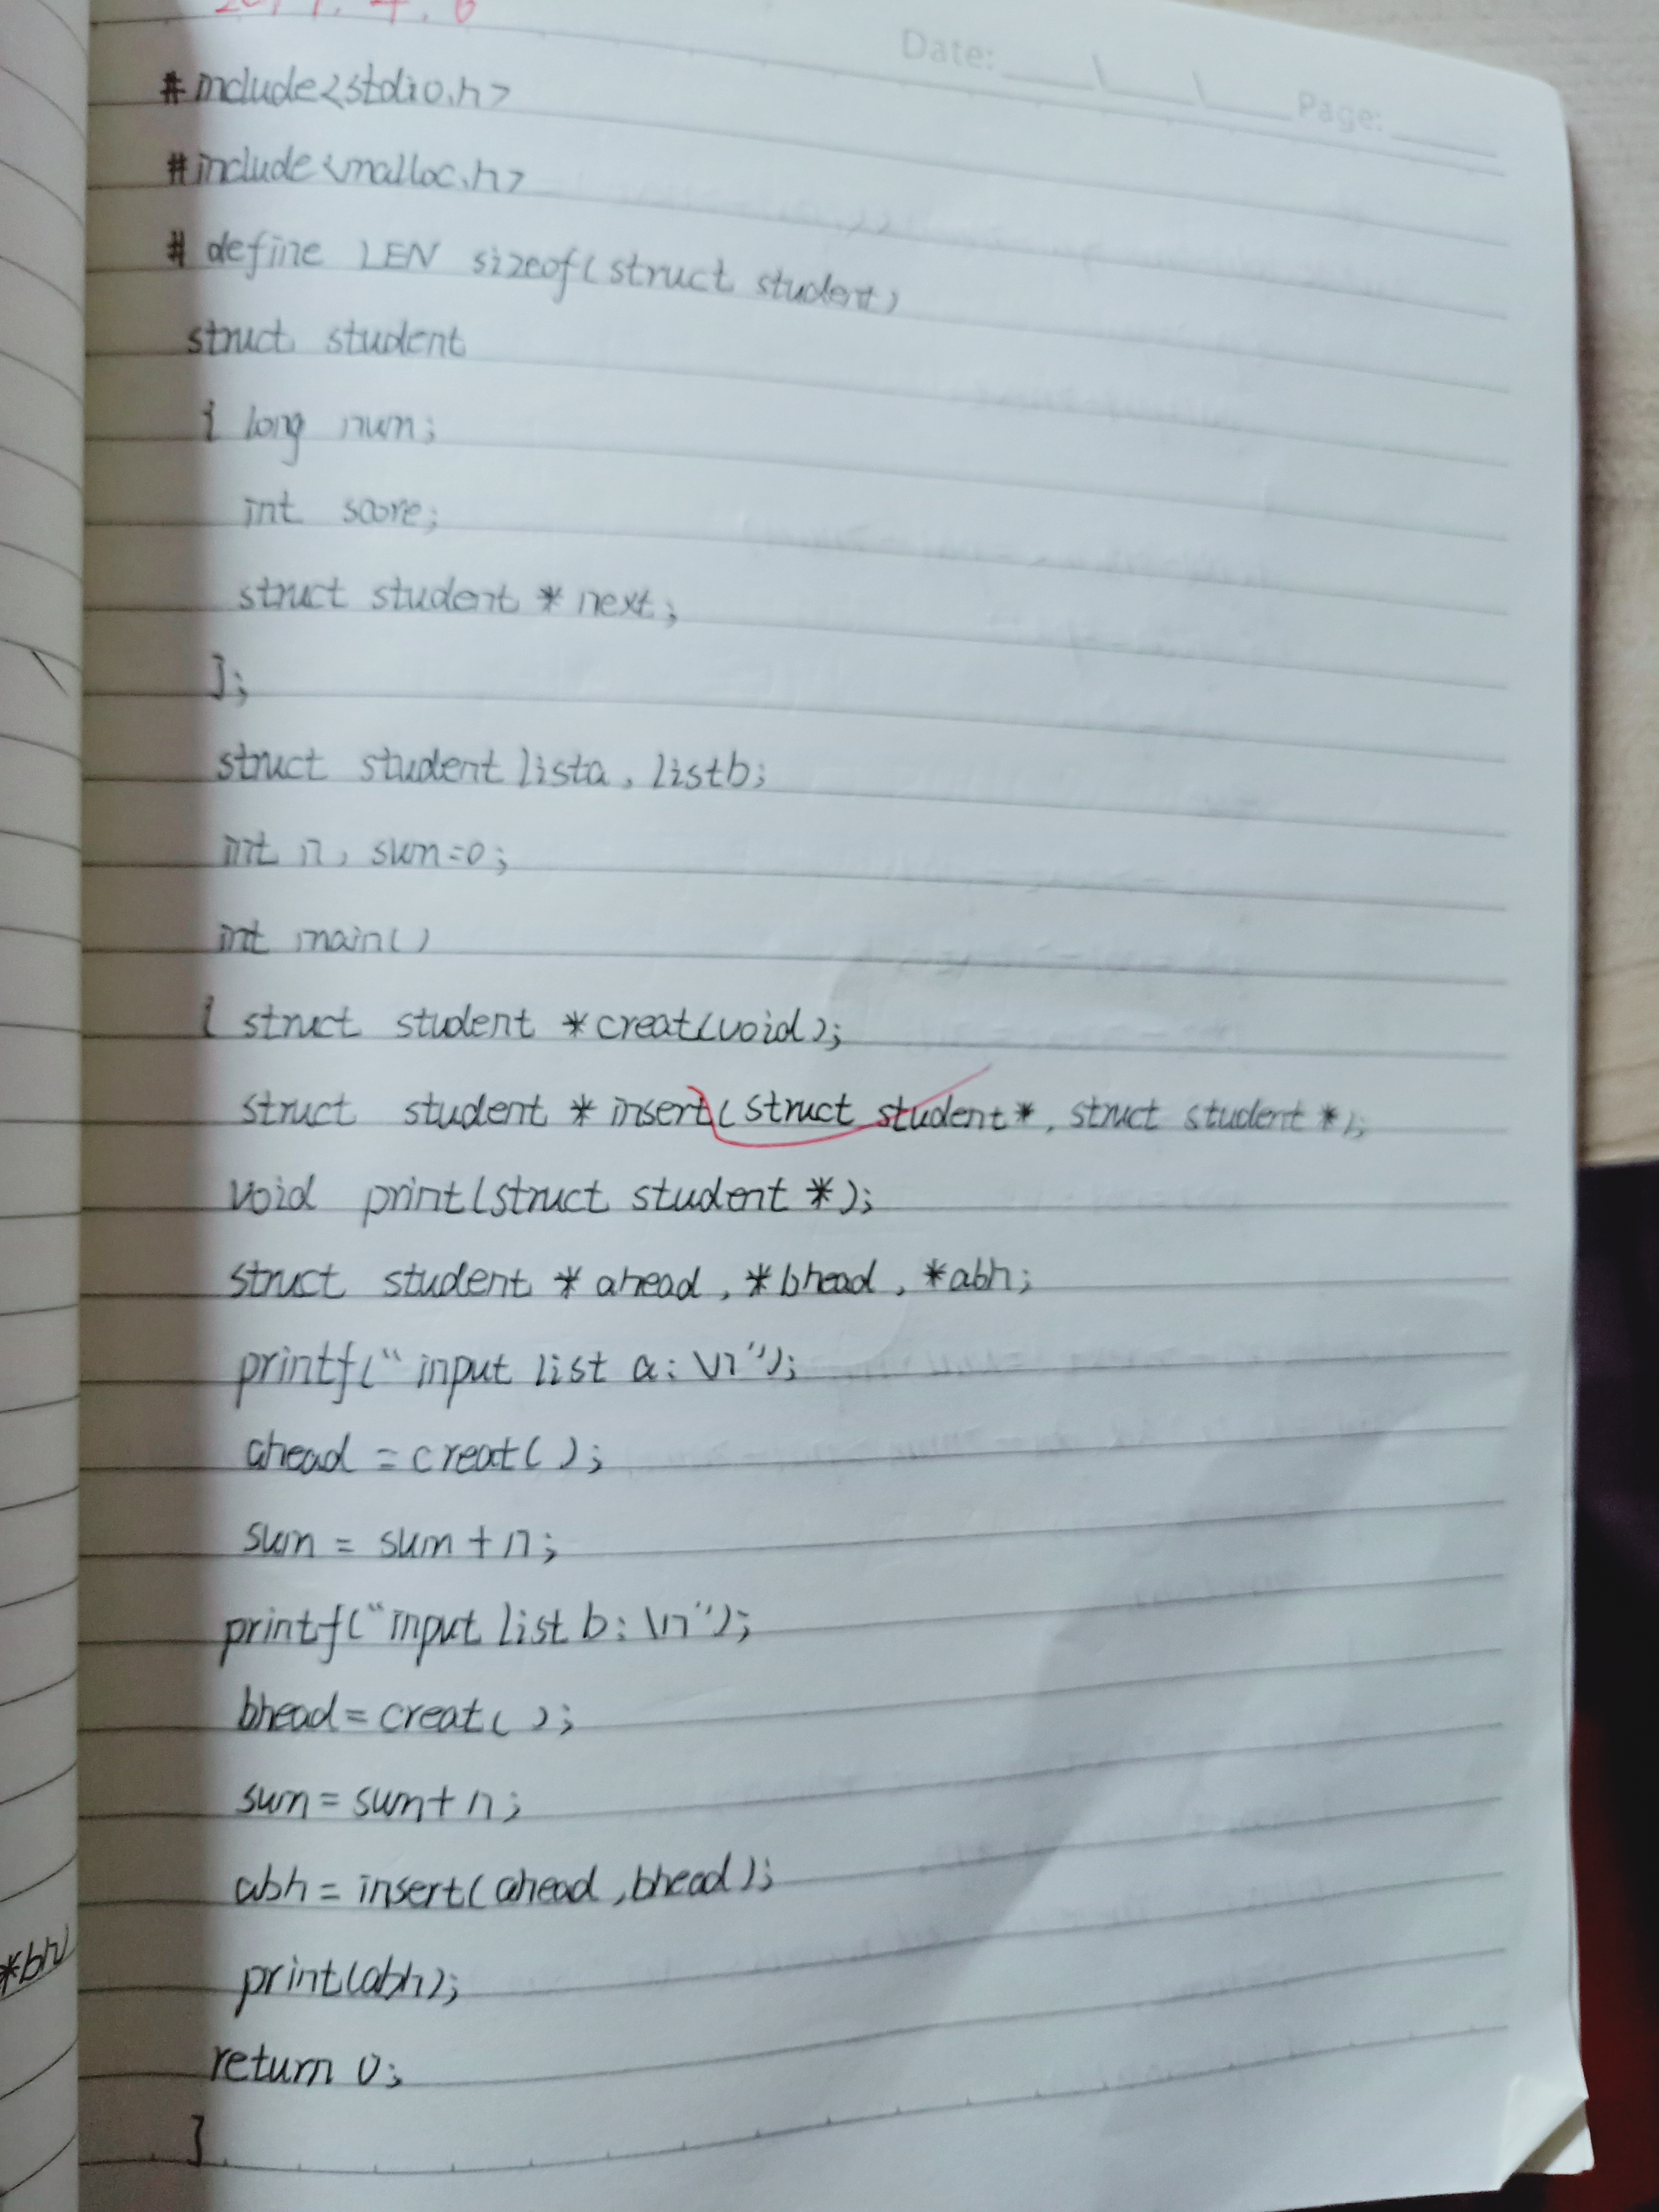 Date: Page:
#include<stdio.h>
#include<malloc.h>
# define LEN sizeof(struct student)
struct student
{ long num;
int score;
struct student * next;
};
struct student lista, listb;
int n, sum=0;
int main()
{ struct student *creat(void);
struct student * insert(struct student*, struct student *);
void print(struct student *);
struct student * ahead, *bhead, *abh;
printf("input list a: \n");
ahead = creat( );
sum = sum + n;
printf("input list b: \n");
bhead = creat( );
sum = sum + n;
abh = insert(ahead, bhead);
*bh)
print(abh);
return 0;
}